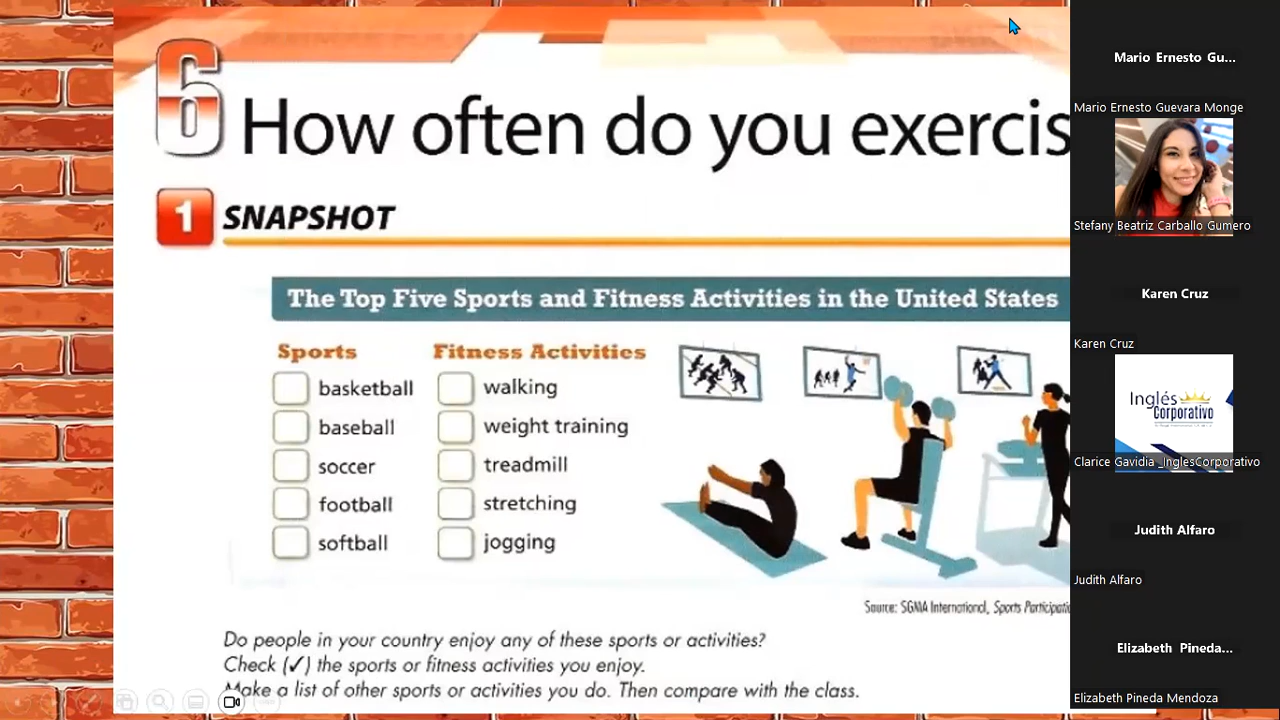 6
How often do you exercis
1
SNAPSHOT
The Top Five Sports and Fitness Activities in the United States
Sports
Fitness Activities
basketball
walking
baseball
weight training
soccer
treadmill
football
stretching
softball
jogging
Source: SGMA International, Sports Participati
Do people in your country enjoy any of these sports or activities?
Check (✓) the sports or fitness activities you enjoy.
Make a list of other sports or activities you do. Then compare with the class.
Mario Ernesto Gu...
Mario Ernesto Guevara Monge
Stefany Beatriz Carballo Gumero
Karen Cruz
Karen Cruz
Inglés
Corporativo
Clarice Gavidia _InglesCorporativo
Judith Alfaro
Judith Alfaro
Elizabeth Pineda...
Elizabeth Pineda Mendoza